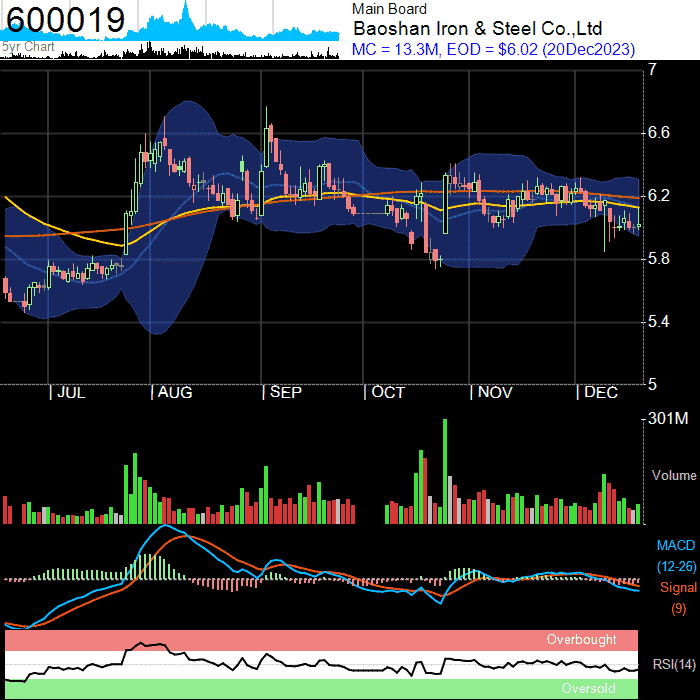 600019
5yr Chart
Main Board
Baoshan Iron & Steel Co.,Ltd
MC = 13.3M, EOD = $6.02 (20Dec2023)
7
6.6
6.2
5.8
5.4
5
| JUL | AUG | SEP | OCT | NOV | DEC
301M
Volume
MACD
(12-26)
Signal
(9)
Overbought
RSI(14)
Oversold